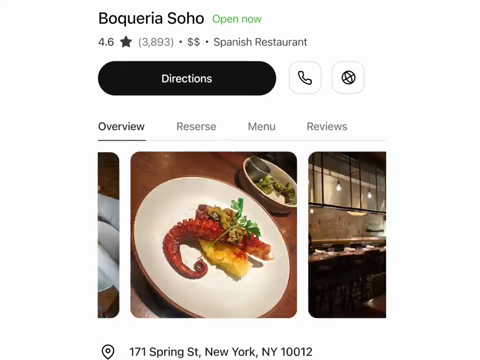 Boqueria Soho Open now
4.6 ★ (3,893) • $$ • Spanish Restaurant
Directions
Overview Reserse Menu Reviews
171 Spring St, New York, NY 10012